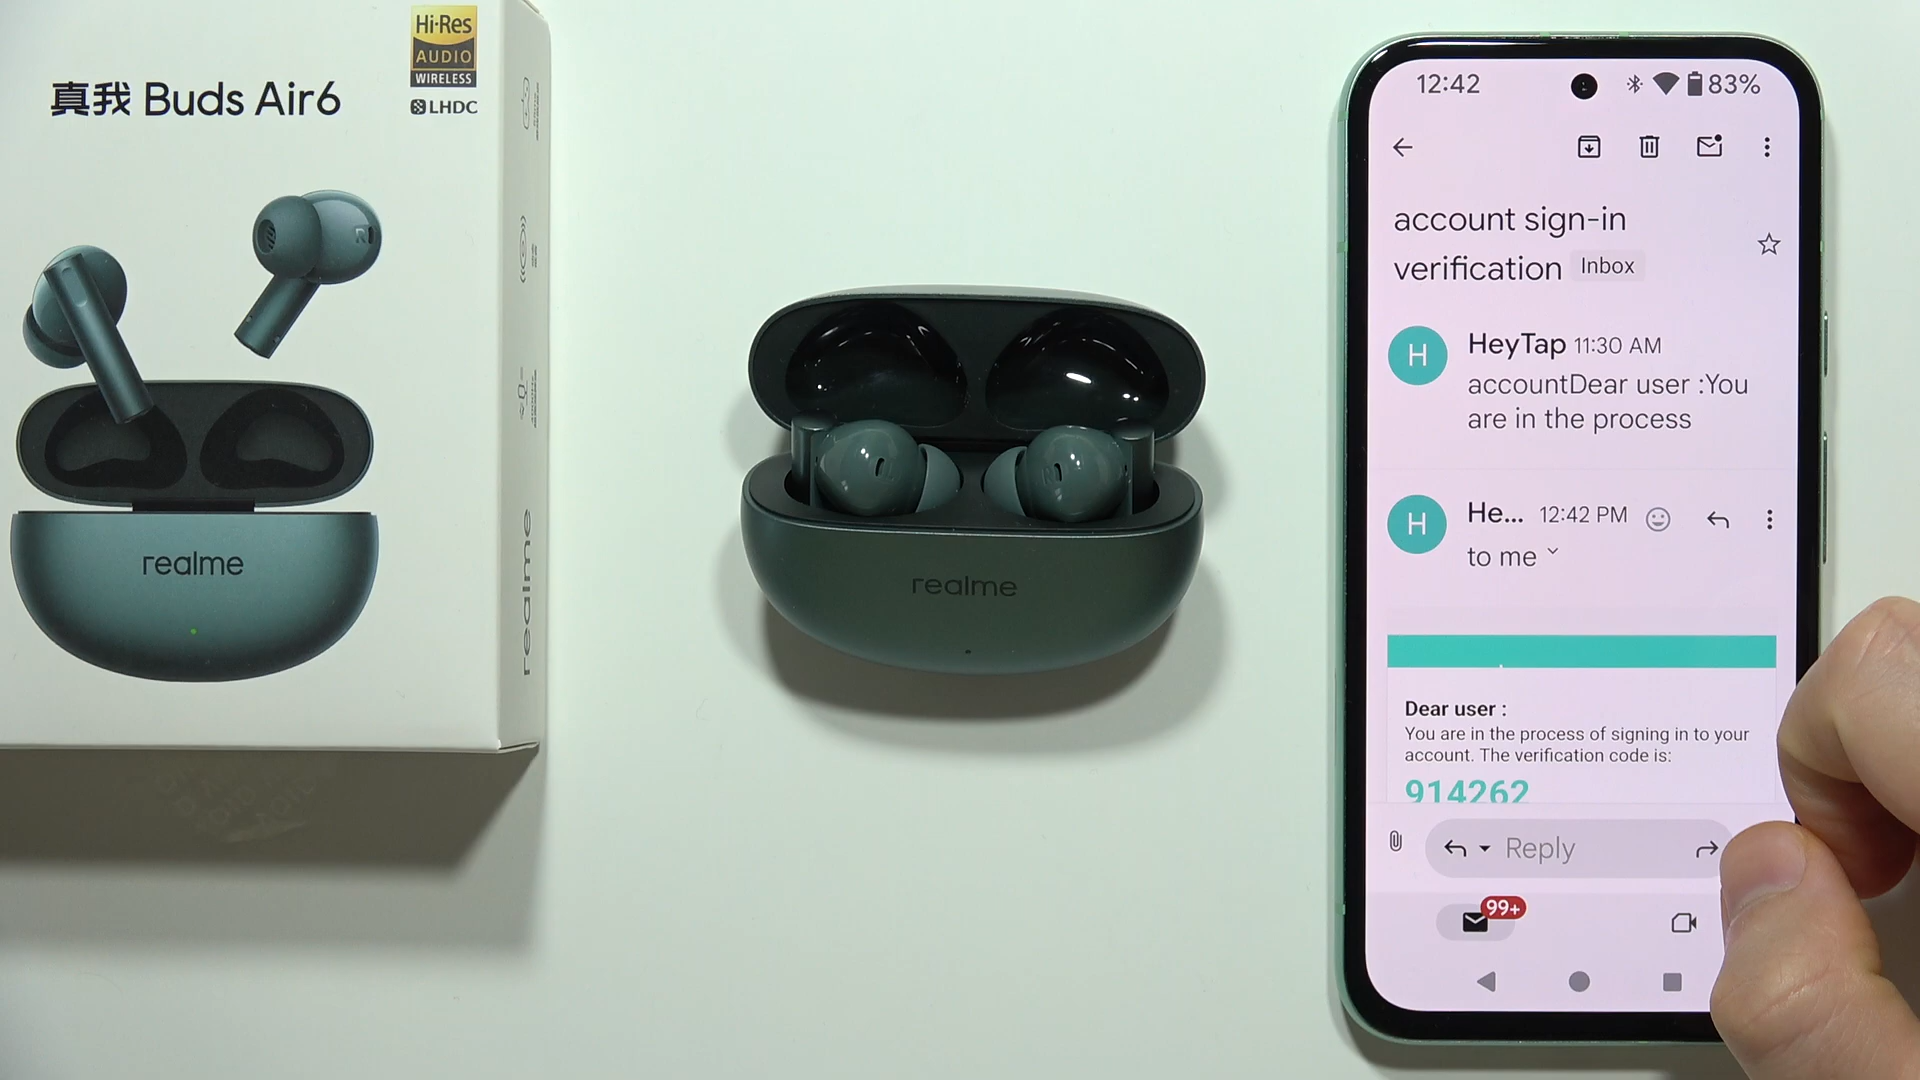 真我 Buds Air6
Hi-Res
AUDIO
WIRELESS
LHDC
realme
realme
R
realme
12:42
83%
account sign-in
verification Inbox
H
HeyTap 11:30 AM
accountDear user :You
are in the process
H
He... 12:42 PM
to me
Dear user :
You are in the process of signing in to your
account. The verification code is:
914262
Reply
99+